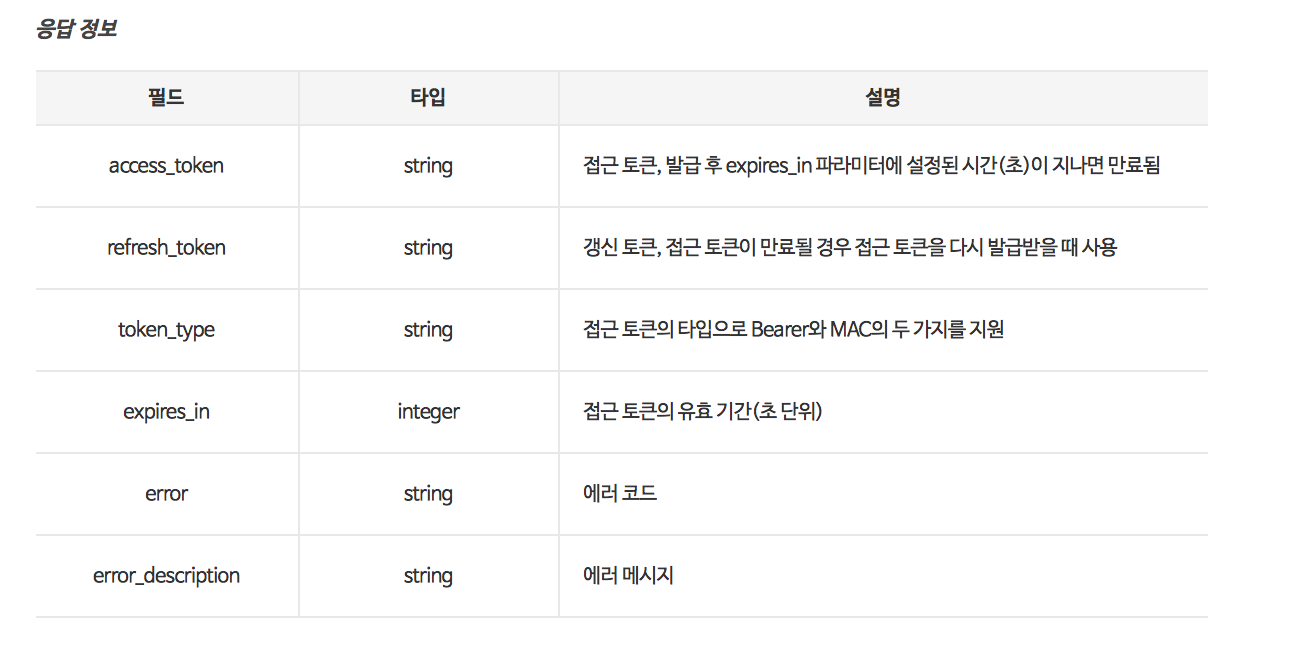 응답 정보
필드 타입 설명
access_token string 접근 토큰, 발급 후 expires_in 파라미터에 설정된 시간(초)이 지나면 만료됨
refresh_token string 갱신 토큰, 접근 토큰이 만료될 경우 접근 토큰을 다시 발급받을 때 사용
token_type string 접근 토큰의 타입으로 Bearer와 MAC의 두 가지를 지원
expires_in integer 접근 토큰의 유효 기간(초 단위)
error string 에러 코드
error_description string 에러 메시지